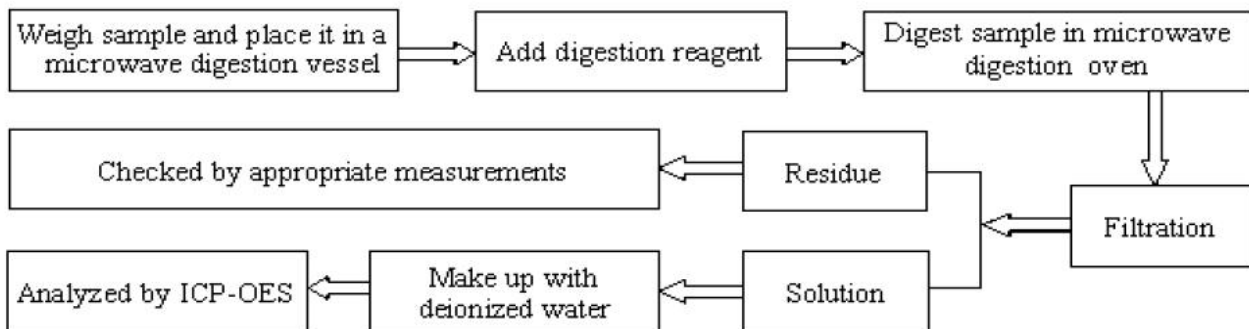 Weigh sample and place it in a
microwave digestion vessel
Add digestion reagent
Digest sample in microwave
digestion oven
Filtration
Residue
Checked by appropriate measurements
Solution
Make up with
deionized water
Analyzed by ICP-OES